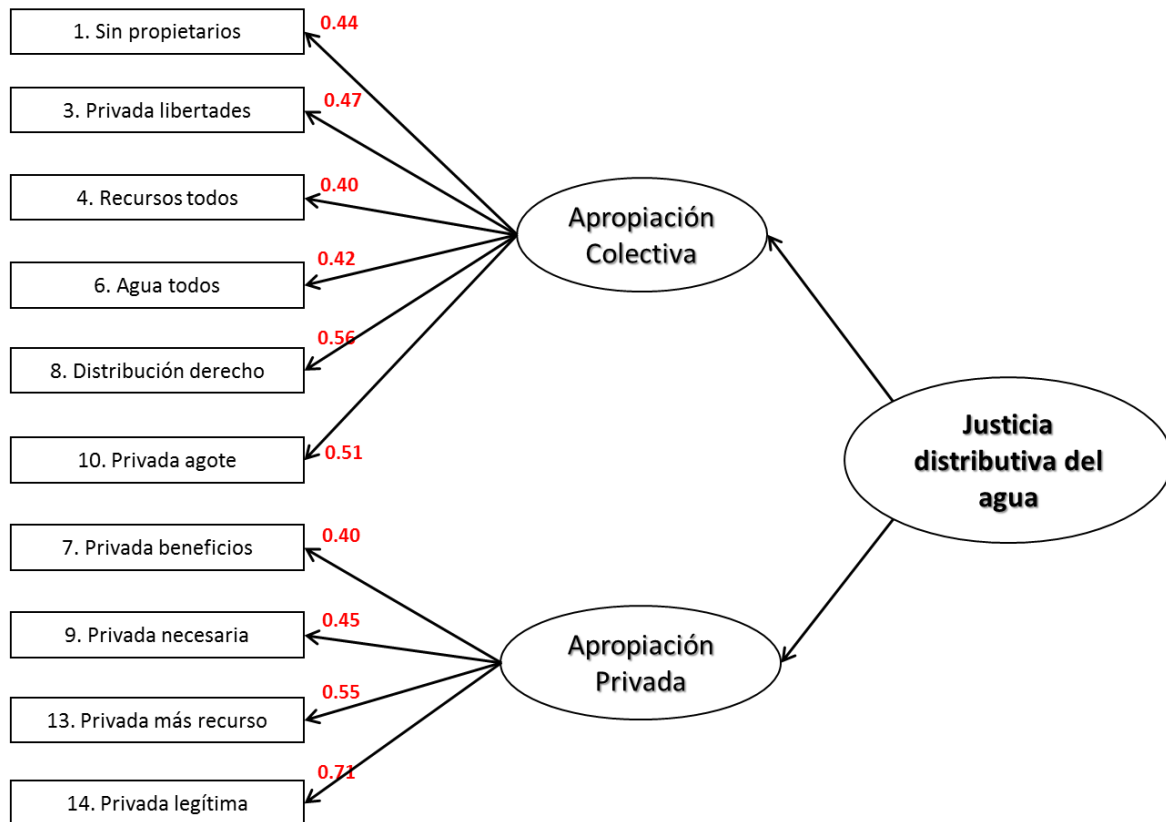 1. Sin propietarios
0.44
3. Privada libertades
0.47
4. Recursos todos
0.40
6. Agua todos
0.42
8. Distribución derecho
0.56
10. Privada agote
0.51
7. Privada beneficios
0.40
9. Privada necesaria
0.45
13. Privada más recurso
0.55
14. Privada legítima
0.71
Apropiación
Colectiva
Apropiación
Privada
Justicia
distributiva del
agua